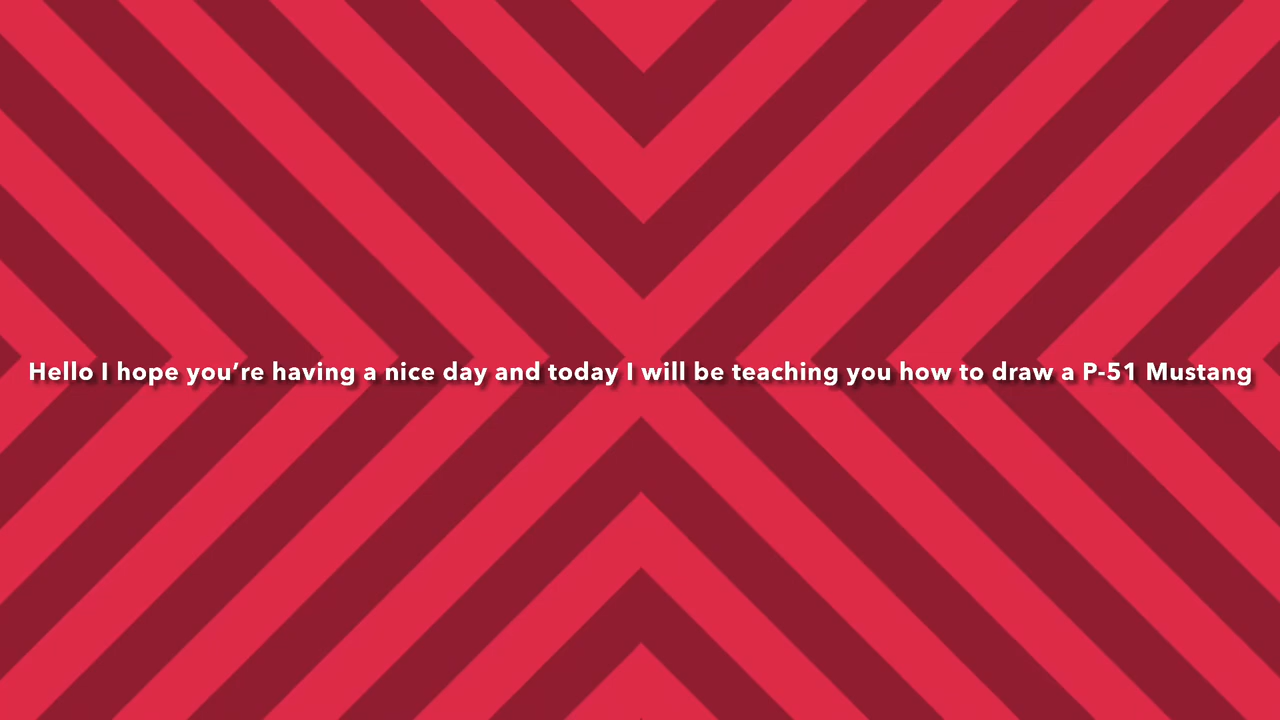 Hello I hope you’re having a nice day and today I will be teaching you how to draw a P-51 Mustang